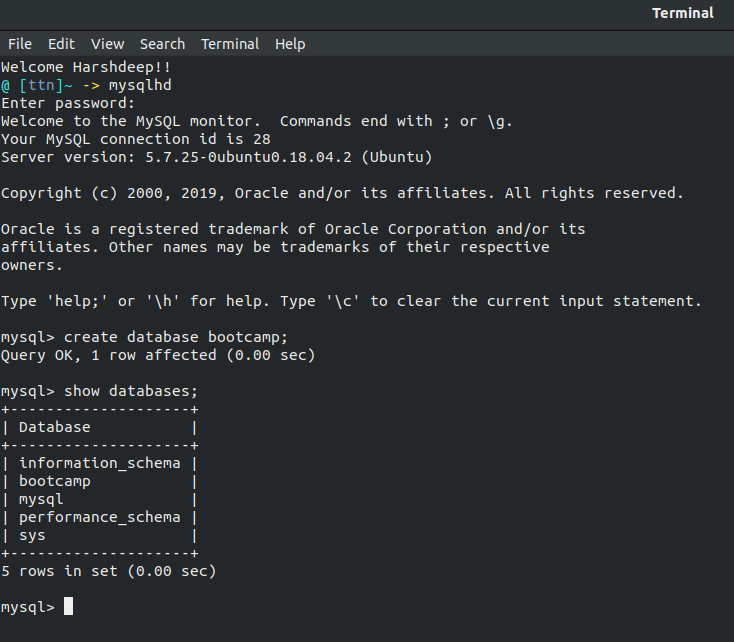 Terminal
File Edit View Search Terminal Help
Welcome Harshdeep!!
@ [ttn]~ -> mysqlhd
Enter password:
Welcome to the MySQL monitor.  Commands end with ; or \g.
Your MySQL connection id is 28
Server version: 5.7.25-0ubuntu0.18.04.2 (Ubuntu)

Copyright (c) 2000, 2019, Oracle and/or its affiliates. All rights reserved.

Oracle is a registered trademark of Oracle Corporation and/or its
affiliates. Other names may be trademarks of their respective
owners.

Type 'help;' or '\h' for help. Type '\c' to clear the current input statement.

mysql> create database bootcamp;
Query OK, 1 row affected (0.00 sec)

mysql> show databases;
+--------------------+
| Database           |
+--------------------+
| information_schema |
| bootcamp           |
| mysql              |
| performance_schema |
| sys                |
+--------------------+
5 rows in set (0.00 sec)

mysql>